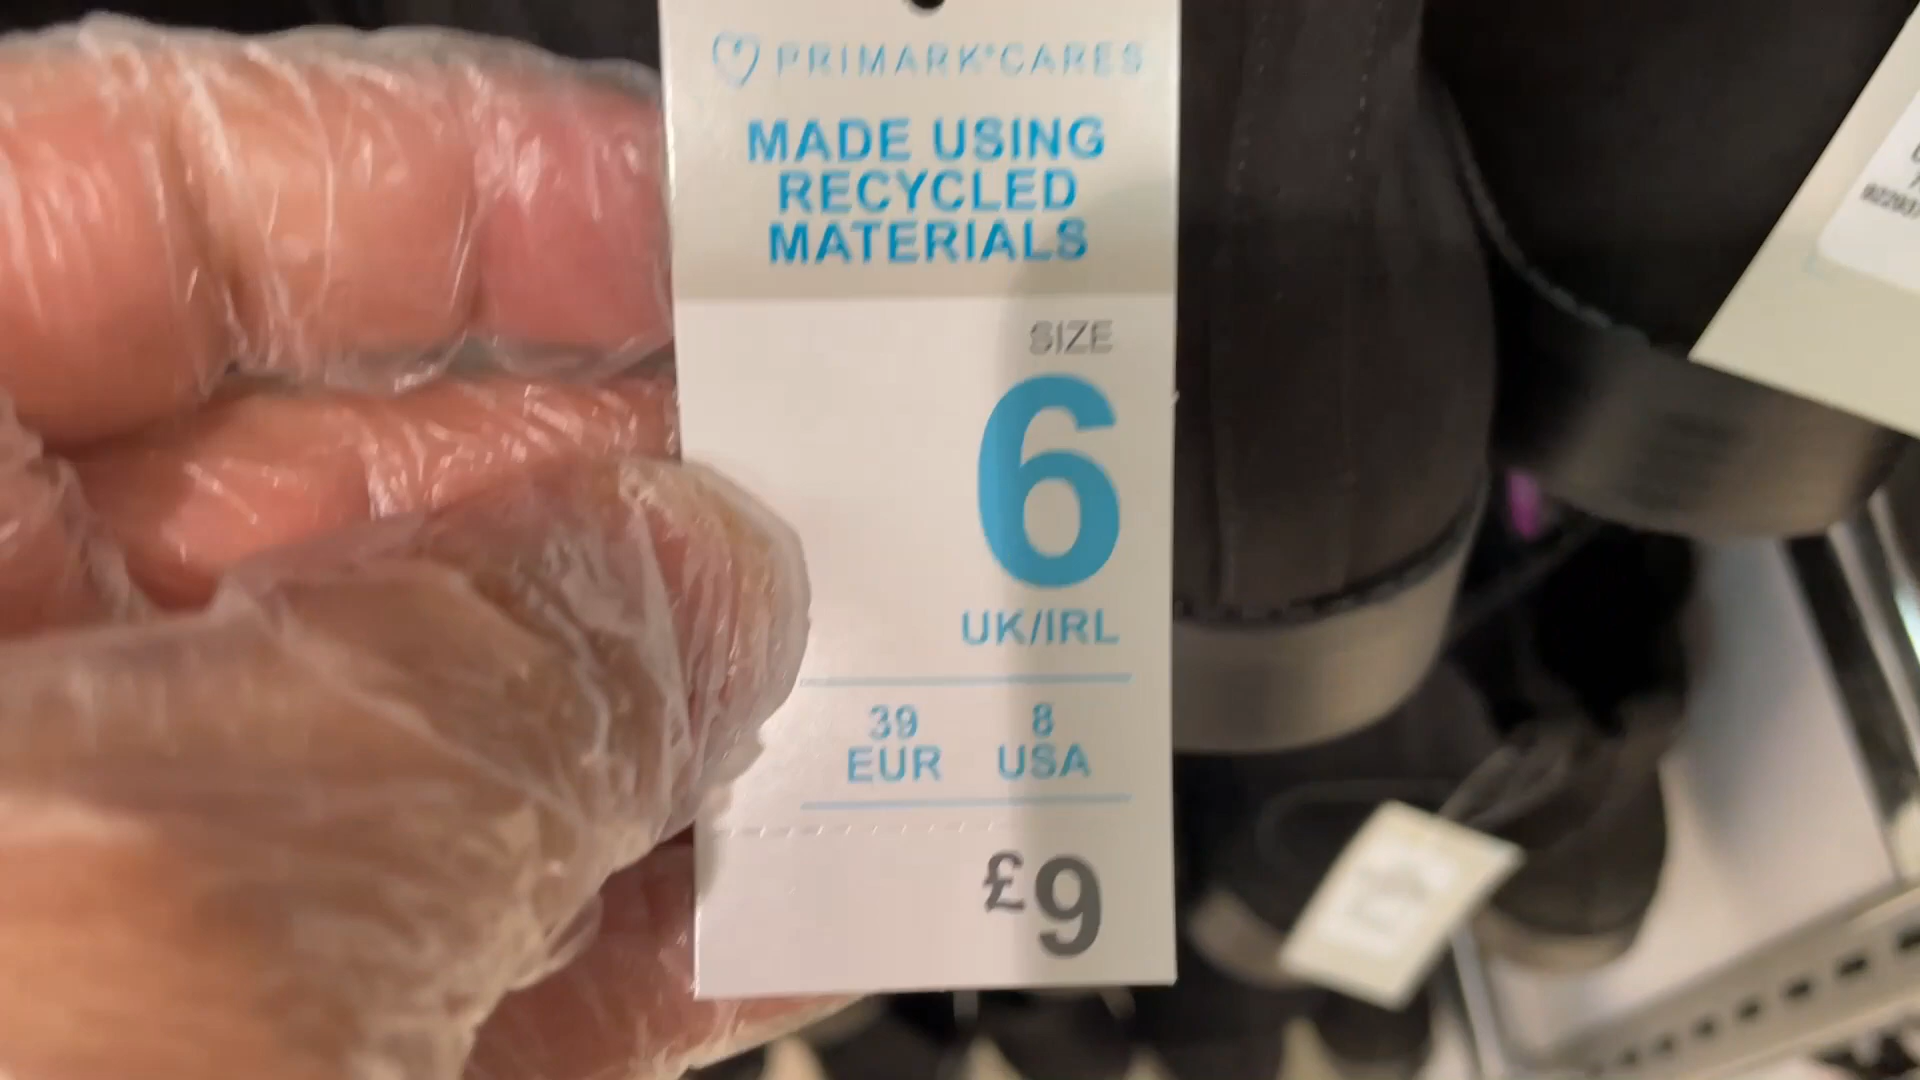 PRIMARK®CARES
MADE USING
RECYCLED
MATERIALS
SIZE
6
UK/IRL
39 8
EUR USA
£9